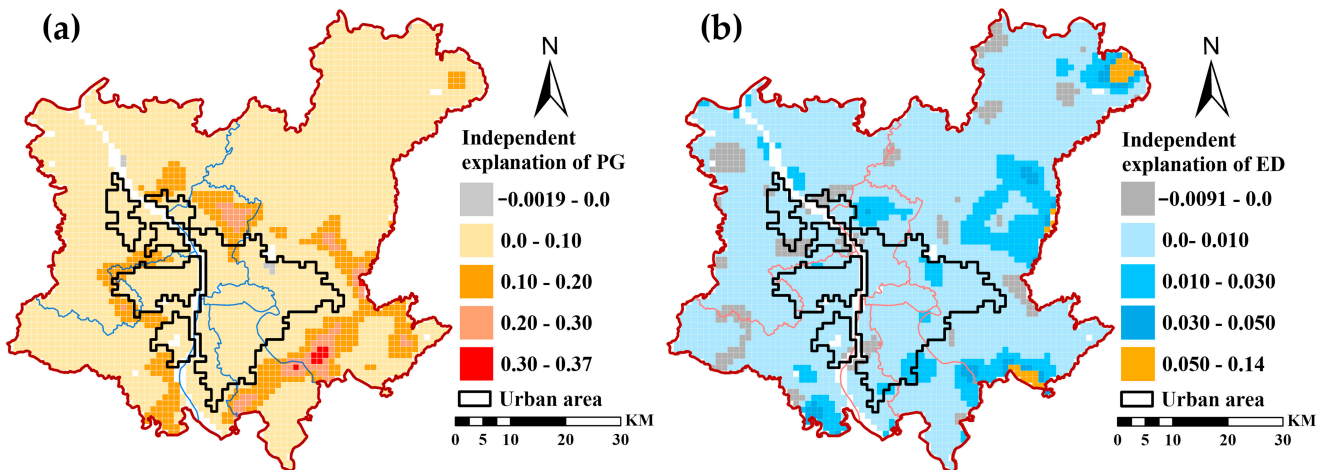 (a)
N
Independent
explanation of PG
−0.0019 - 0.0
0.0 - 0.10
0.10 - 0.20
0.20 - 0.30
0.30 - 0.37
Urban area
KM
0 5 10 20 30
(b)
N
Independent
explanation of ED
−0.0091 - 0.0
0.0- 0.010
0.010 - 0.030
0.030 - 0.050
0.050 - 0.14
Urban area
KM
0 5 10 20 30